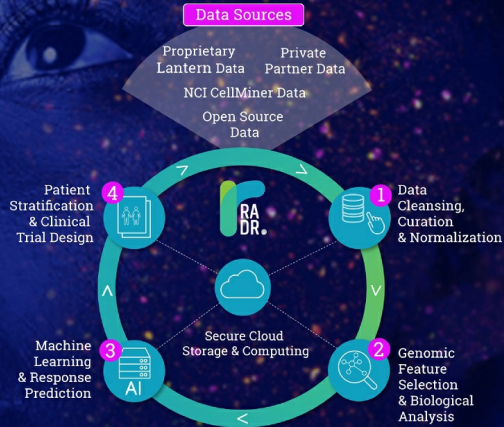 Data Sources
Proprietary
Lantern Data
Private
Partner Data
NCI CellMiner Data
Open Source
Data
RA
DR.
1
Data
Cleansing,
Curation
& Normalization
2
Genomic
Feature
Selection
& Biological
Analysis
3
Machine
Learning
& Response
Prediction
AI
4
Patient
Stratification
& Clinical
Trial Design
Secure Cloud
Storage & Computing